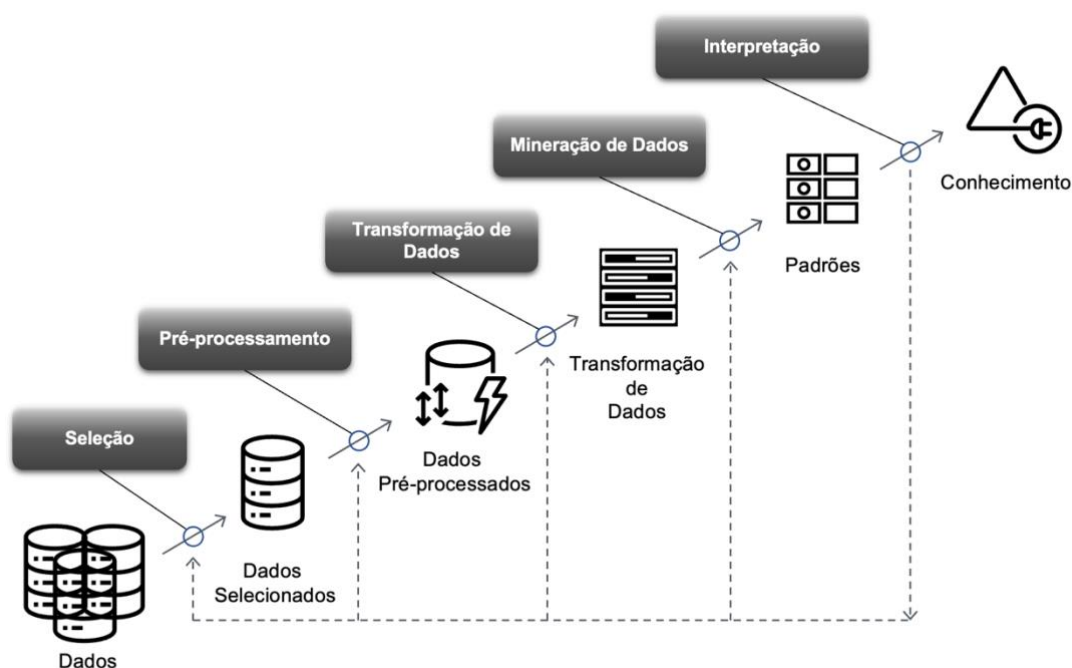 Interpretação
Conhecimento
Mineração de Dados
Padrões
Transformação de
Dados
Transformação
de
Dados
Pré-processamento
Dados
Pré-processados
Seleção
Dados
Selecionados
Dados